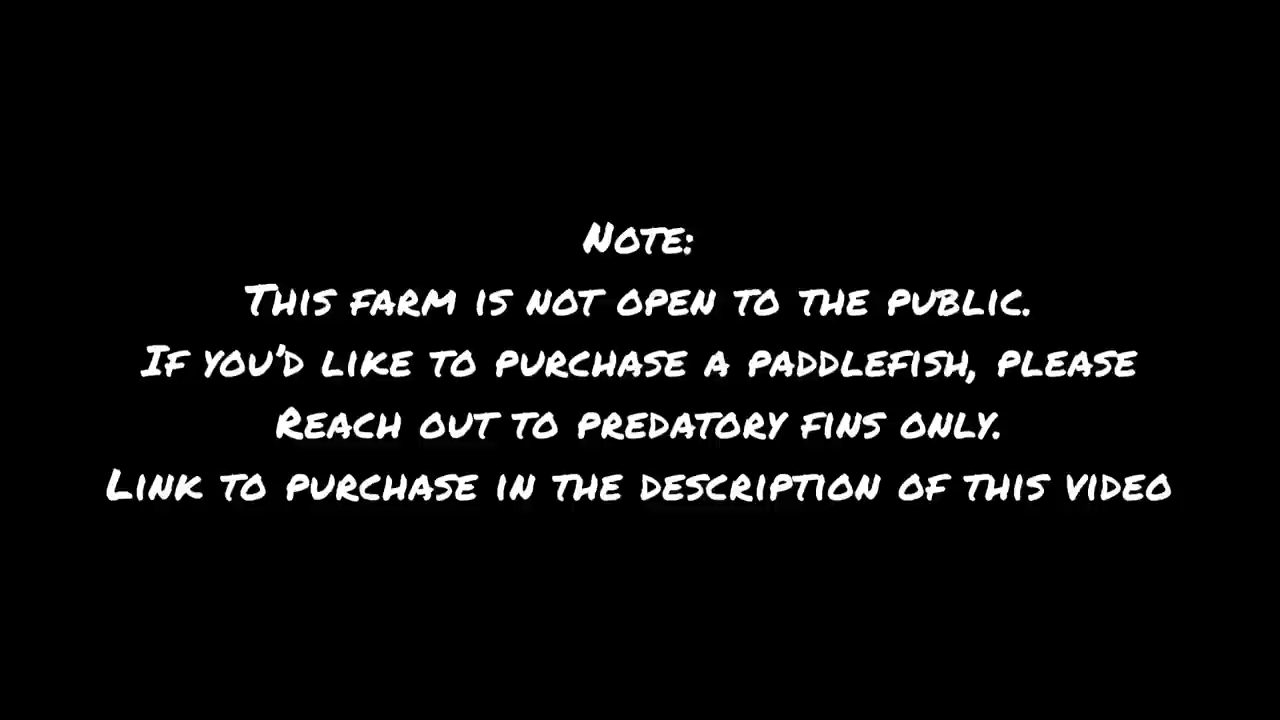 Note:
This farm is not open to the public.
If you'd like to purchase a paddlefish, please
Reach out to predatory fins only.
Link to purchase in the description of this video